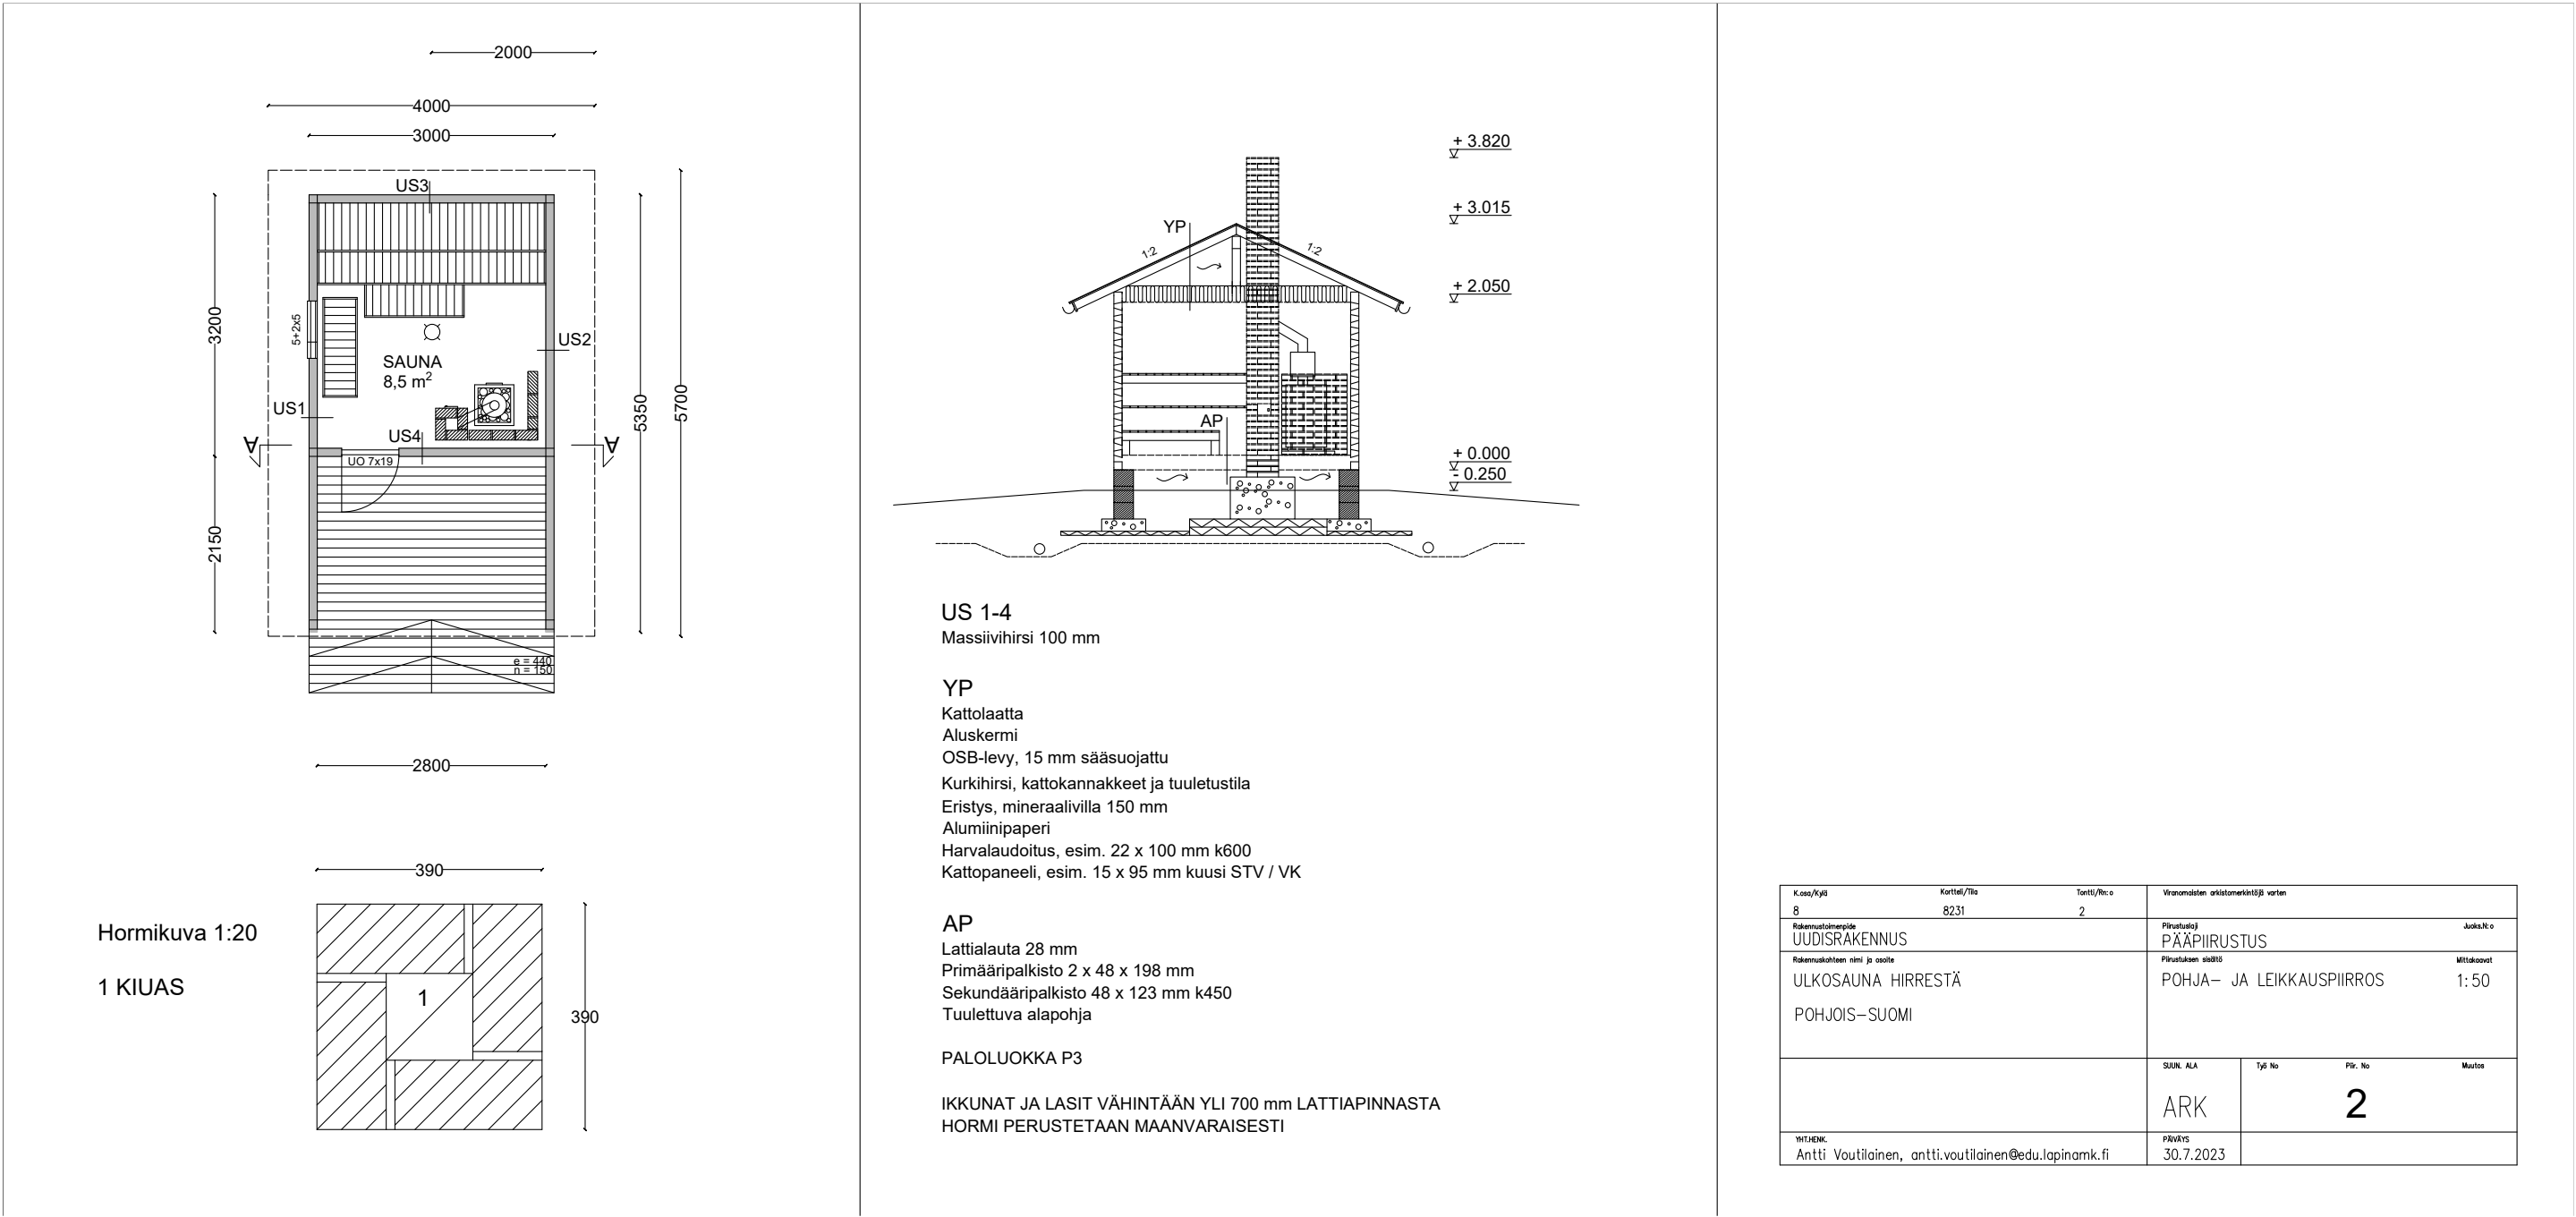 2000
4000
3000
US3
3200
5+2x5
US2
SAUNA
8,5 m²
5350
5700
US1
US4
A
A
UO 7x19
2150
e = 440
n = 150
2800
390
Hormikuva 1:20
1 KIUAS
1
390
+ 3.820
+ 3.015
YP
1:2
1:2
+ 2.050
AP
+ 0.000
- 0.250
US 1-4
Massiivihirsi 100 mm
YP
Kattolaatta
Aluskermi
OSB-levy, 15 mm sääsuojattu
Kurkihirsi, kattokannakkeet ja tuuletustila
Eristys, mineraalivilla 150 mm
Alumiinipaperi
Harvalaudoitus, esim. 22 x 100 mm k600
Kattopaneeli, esim. 15 x 95 mm kuusi STV / VK
AP
Lattialauta 28 mm
Primääripalkisto 2 x 48 x 198 mm
Sekundääripalkisto 48 x 123 mm k450
Tuulettuva alapohja
PALOLUOKKA P3
IKKUNAT JA LASIT VÄHINTÄÄN YLI 700 mm LATTIAPINNASTA
HORMI PERUSTETAAN MAANVARAISESTI
K.osa/Kylä Kortteli/Tila Tontti/Rn:o Viranomaisten arkistomerkintöjä varten
8 8231 2
Rakennustoimenpide Piirustuslaji Juoks.N:o
UUDISRAKENNUS PÄÄPIIRUSTUS
Rakennuskohteen nimi ja osoite Piirustuksen sisältö Mittakaavat
ULKOSAUNA HIRRESTÄ POHJA- JA LEIKKAUSPIIRROS 1:50
POHJOIS-SUOMI
SUUN. ALA Työ No Piir. No Muutos
ARK 2
YHT.HENK. PÄIVÄYS
Antti Voutilainen, antti.voutilainen@edu.lapinamk.fi 30.7.2023